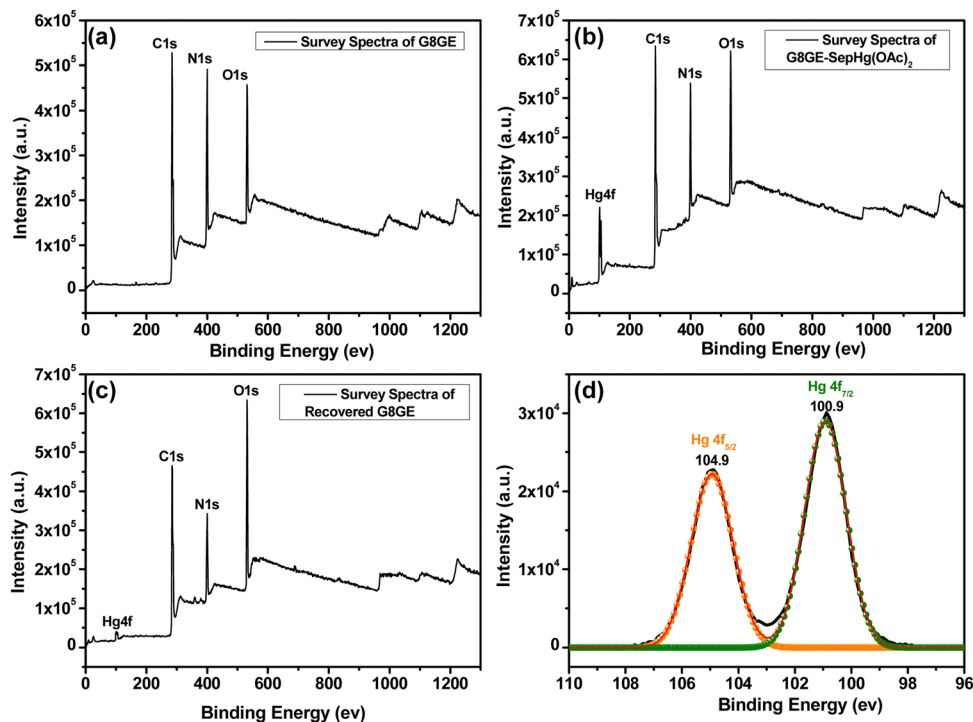 (a)
Survey Spectra of G8GE
C1s
N1s
O1s
6x10⁵
5x10⁵
4x10⁵
3x10⁵
2x10⁵
1x10⁵
0
Intensity (a.u.)
0 200 400 600 800 1000 1200
Binding Energy (ev)
(b)
Survey Spectra of
G8GE-SepHg(OAc)₂
C1s
O1s
N1s
Hg4f
7x10⁵
6x10⁵
5x10⁵
4x10⁵
3x10⁵
2x10⁵
1x10⁵
0
Intensity (a.u.)
0 200 400 600 800 1000 1200
Binding Energy (ev)
(c)
Survey Spectra of
Recovered G8GE
O1s
C1s
N1s
Hg4f
7x10⁵
6x10⁵
5x10⁵
4x10⁵
3x10⁵
2x10⁵
1x10⁵
0
Intensity (a.u.)
0 200 400 600 800 1000 1200
Binding Energy (ev)
(d)
Hg 4f₇/₂
100.9
Hg 4f₅/₂
104.9
3x10⁴
2x10⁴
1x10⁴
0
Intensity (a.u.)
110 108 106 104 102 100 98 96
Binding Energy (ev)